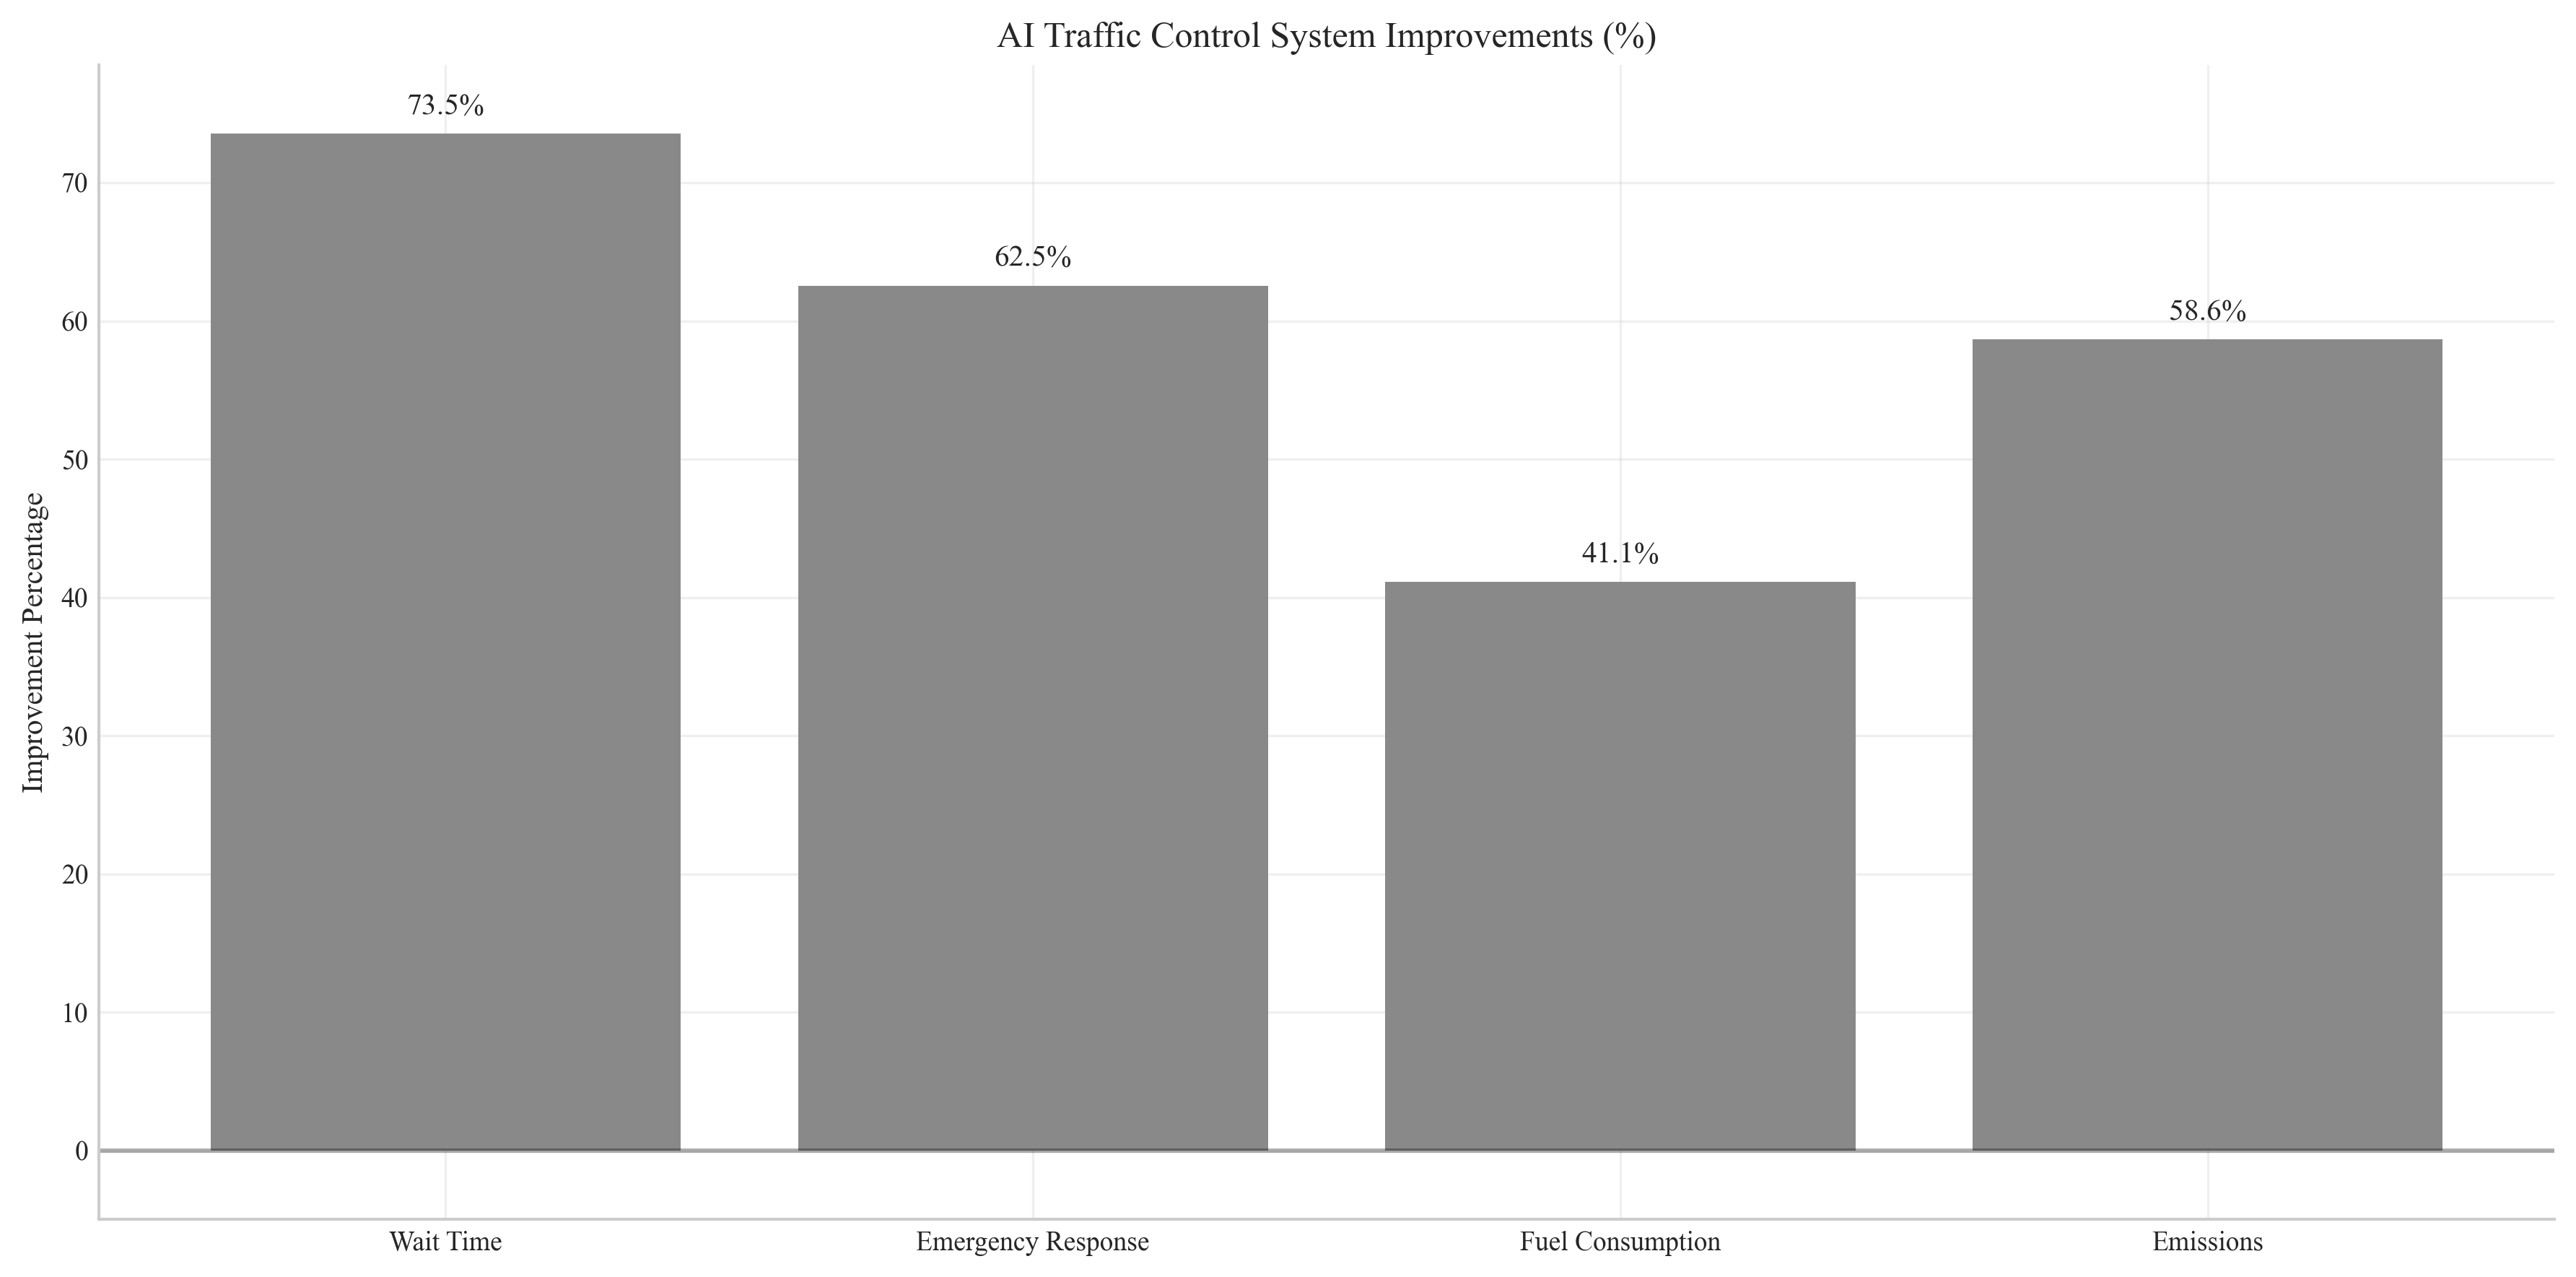 AI Traffic Control System Improvements (%)
73.5%
62.5%
41.1%
58.6%
Improvement Percentage
70
60
50
40
30
20
10
0
Wait Time
Emergency Response
Fuel Consumption
Emissions